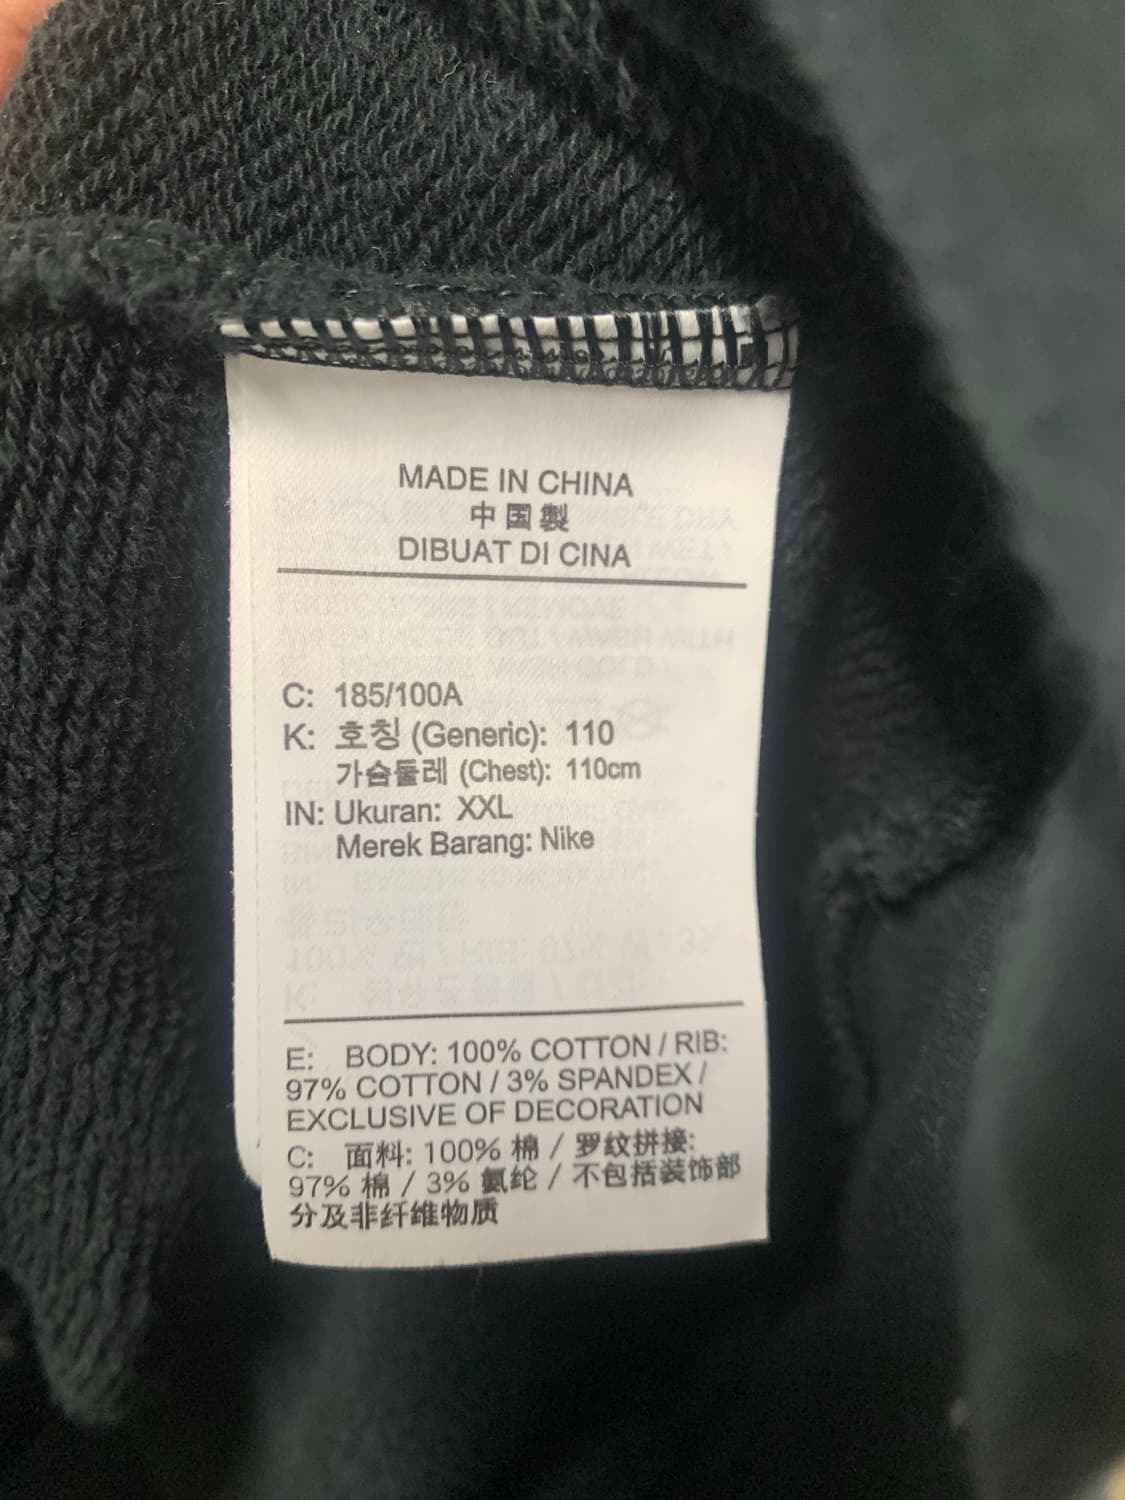 MADE IN CHINA
中国製
DIBUAT DI CINA
C: 185/100A
K: 호칭 (Generic): 110
가슴둘레 (Chest): 110cm
IN: Ukuran: XXL
Merek Barang: Nike
E: BODY: 100% COTTON / RIB:
97% COTTON / 3% SPANDEX /
EXCLUSIVE OF DECORATION
C: 面料: 100% 棉 / 罗纹拼接:
97% 棉 / 3% 氨纶 / 不包括装饰部
分及非纤维物质